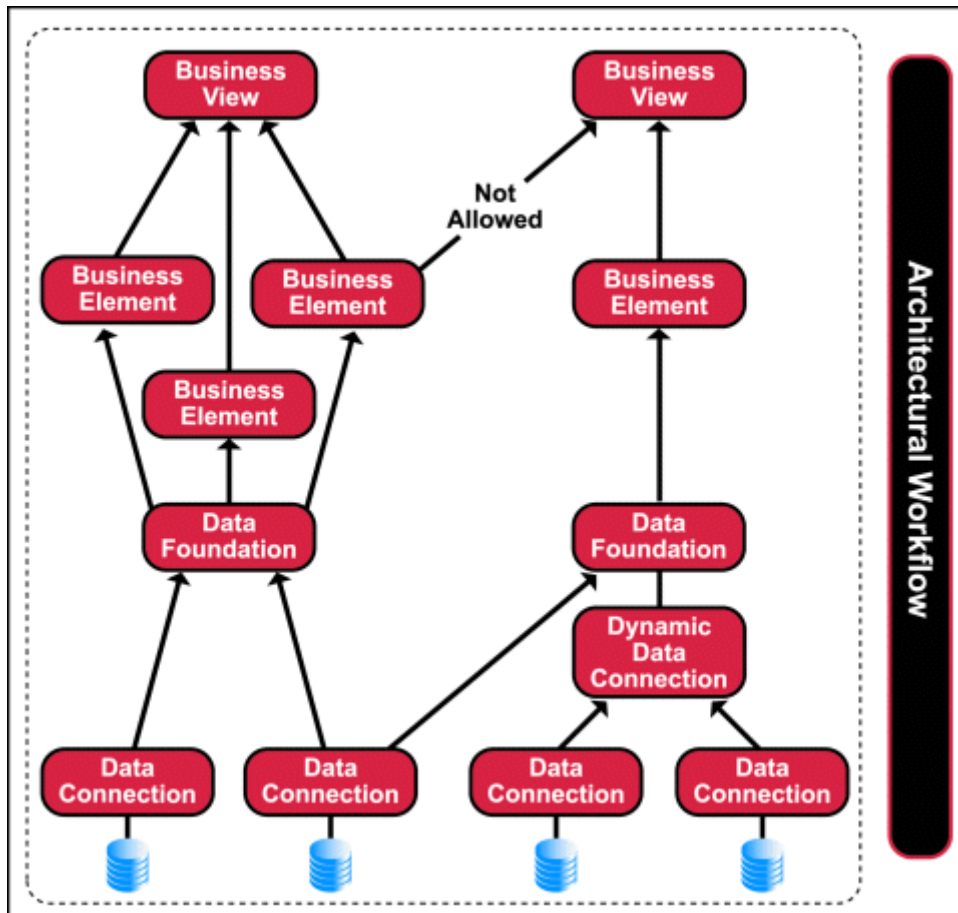 Business
View
Business
View
Not
Allowed
Business
Element
Business
Element
Business
Element
Business
Element
Data
Foundation
Data
Foundation
Dynamic
Data
Connection
Data
Connection
Data
Connection
Data
Connection
Data
Connection
Architectural Workflow